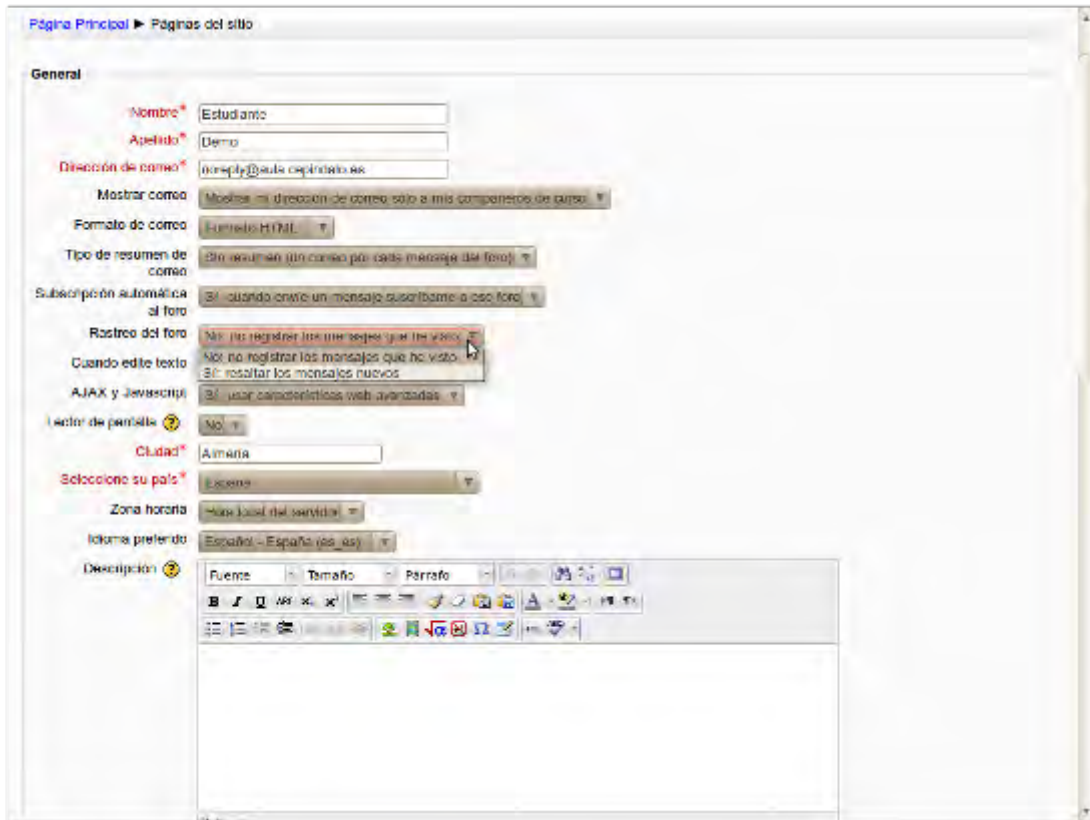 Página Principal ► Páginas del sitio
General
Nombre* Estudiante
Apellido* Demo
Dirección de correo* noreply@aula.cepindalo.es
Mostrar correo Mostrar mi dirección de correo sólo a mis compañeros de curso
Formato de correo Formato HTML
Tipo de resumen de Sin resumen (un correo por cada mensaje del foro)
correo
Subscripción automática Sí: cuando envíe un mensaje suscríbame a ese foro
al foro
Rastreo del foro No: no registrar los mensajes que he visto
No: no registrar los mensajes que he visto
Cuando edite texto
Sí: resaltar los mensajes nuevos
AJAX y Javascript Sí: usar características web avanzadas
Lector de pantalla No
Ciudad* Almería
Seleccione su país* España
Zona horaria Hora local del servidor
Idioma preferido Español - España (es_es)
Descripción Fuente Tamaño Párrafo